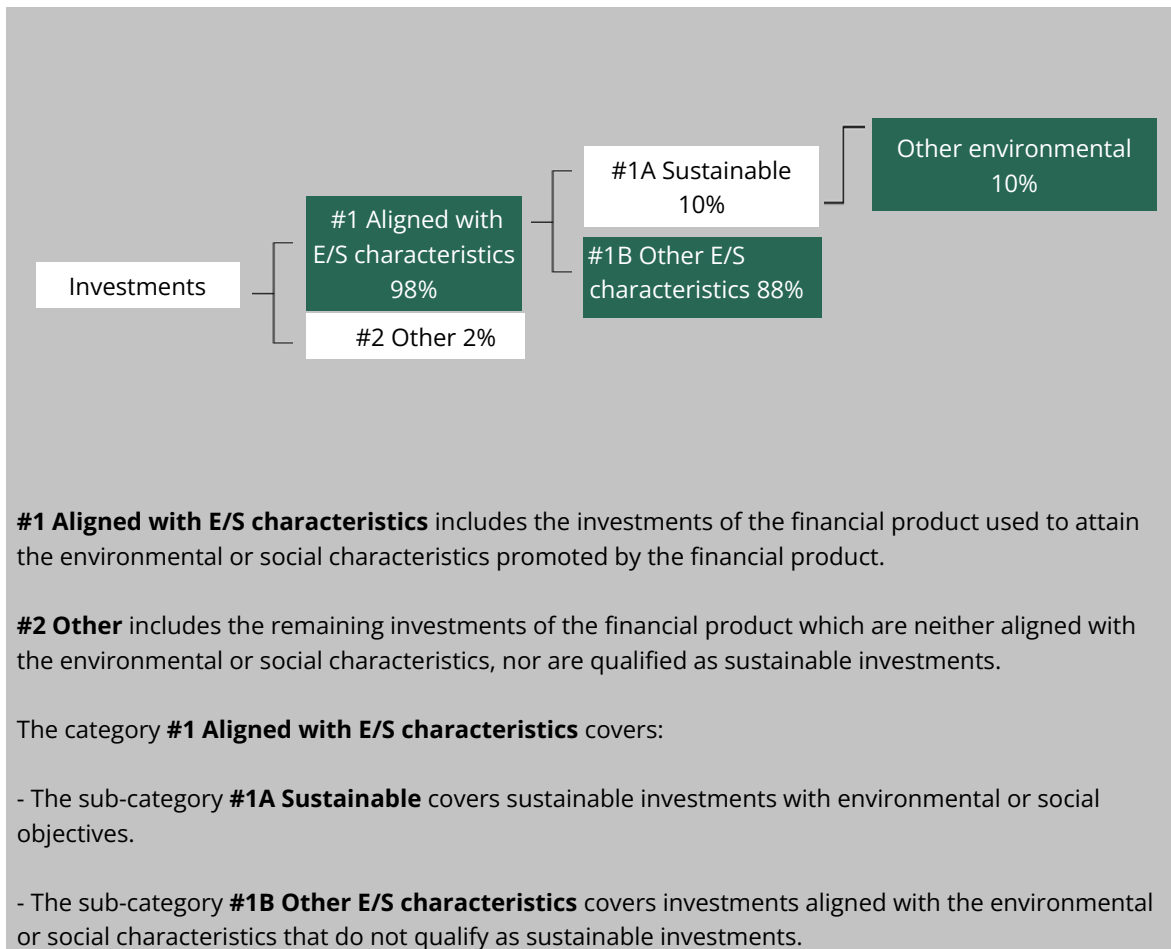 Investments
#1 Aligned with
E/S characteristics
98%
#2 Other 2%
#1A Sustainable
10%
#1B Other E/S
characteristics 88%
Other environmental
10%
#1 Aligned with E/S characteristics includes the investments of the financial product used to attain
the environmental or social characteristics promoted by the financial product.
#2 Other includes the remaining investments of the financial product which are neither aligned with
the environmental or social characteristics, nor are qualified as sustainable investments.
The category #1 Aligned with E/S characteristics covers:
- The sub-category #1A Sustainable covers sustainable investments with environmental or social
objectives.
- The sub-category #1B Other E/S characteristics covers investments aligned with the environmental
or social characteristics that do not qualify as sustainable investments.